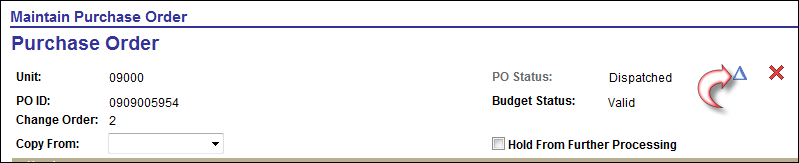 Maintain Purchase Order
Purchase Order
Unit: 09000 PO Status: Dispatched
PO ID: 0909005954 Budget Status: Valid
Change Order: 2
Copy From: Hold From Further Processing